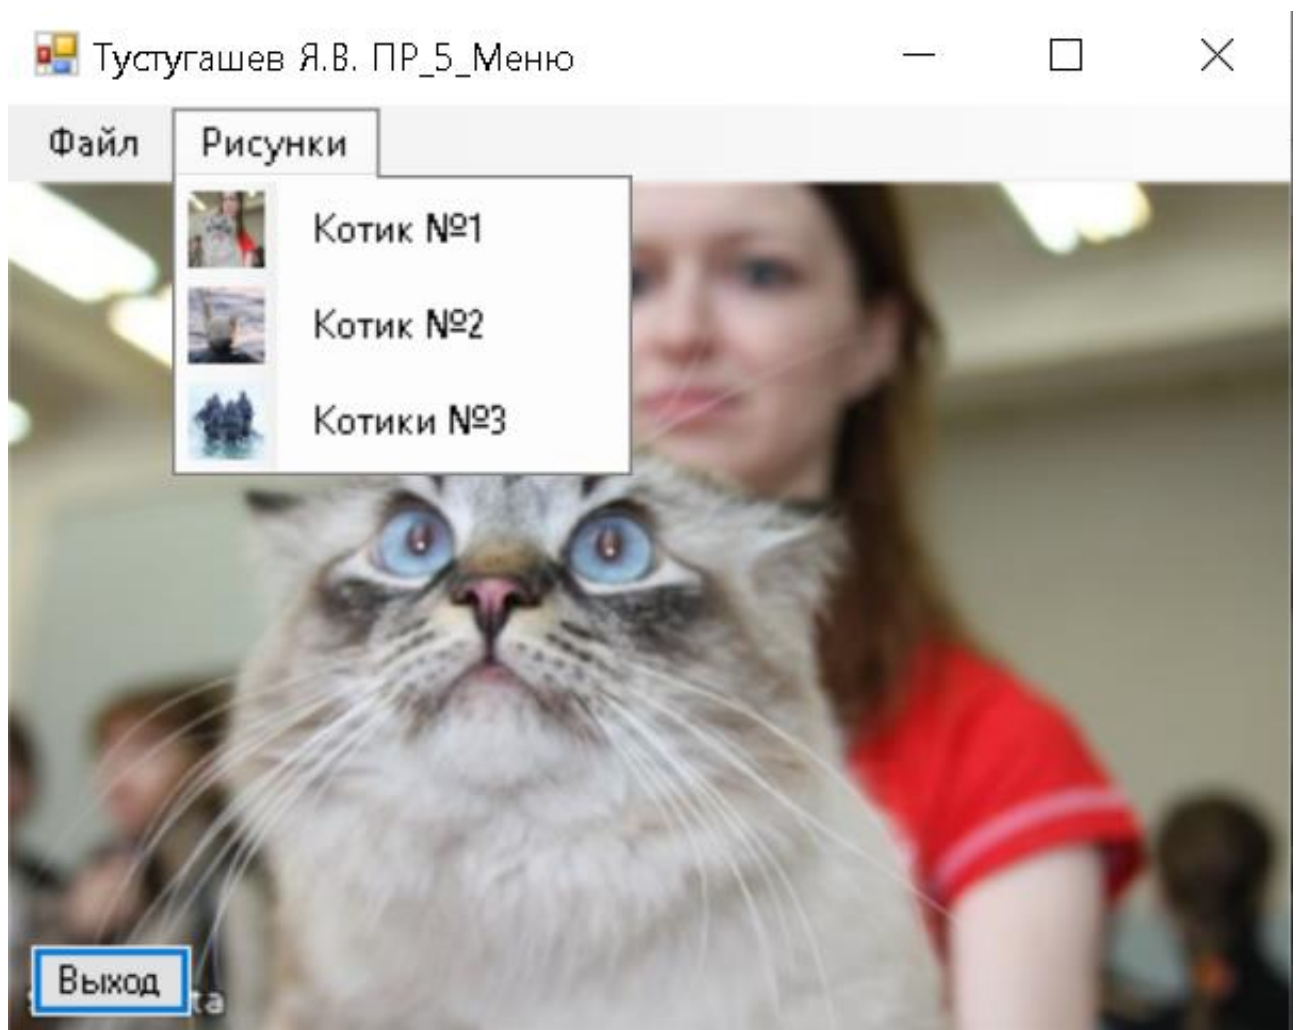 Тустугашев Я.В. ПР_5_Меню
Файл Рисунки
Котик №1
Котик №2
Котики №3
Выход